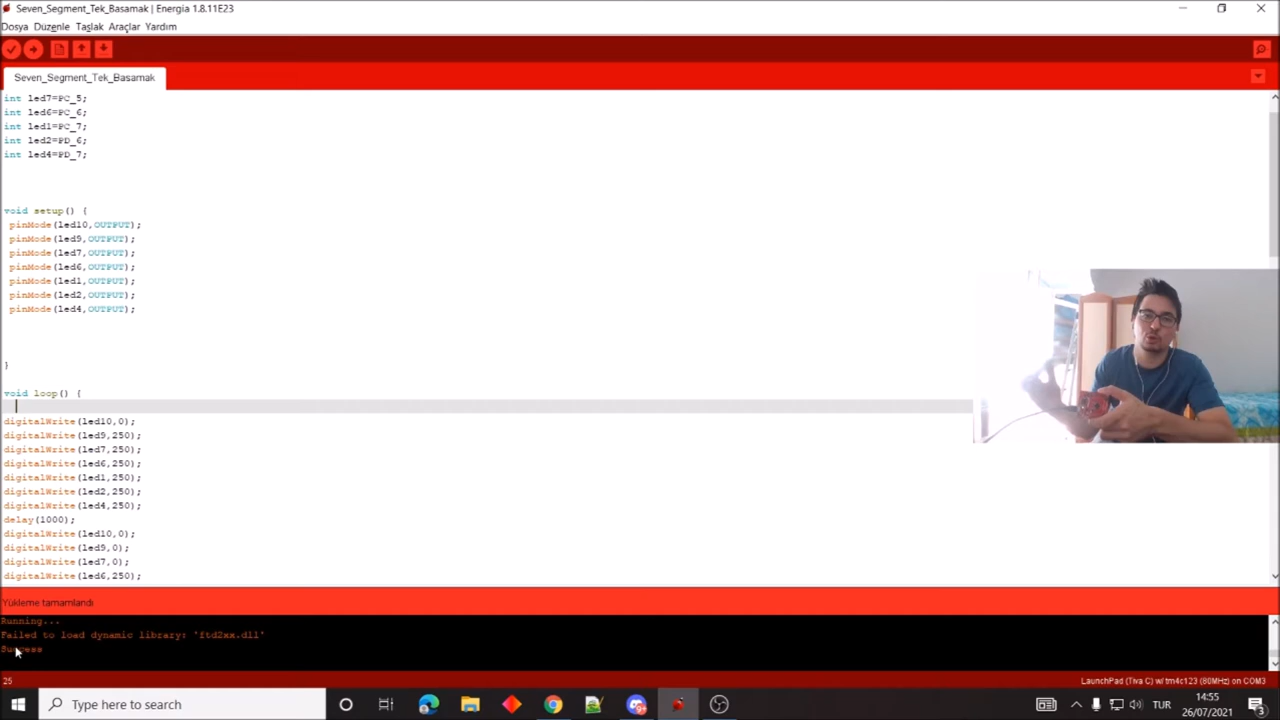 Seven_Segment_Tek_Basamak | Energia 1.8.11E23
Dosya Düzenle Taslak Araçlar Yardım
Seven_Segment_Tek_Basamak
int led7=PC_5;
int led6=PC_6;
int led1=PC_7;
int led2=PD_6;
int led4=PD_7;
void setup() {
pinMode(led10,OUTPUT);
pinMode(led9,OUTPUT);
pinMode(led7,OUTPUT);
pinMode(led6,OUTPUT);
pinMode(led1,OUTPUT);
pinMode(led2,OUTPUT);
pinMode(led4,OUTPUT);
}
void loop() {
digitalWrite(led10,0);
digitalWrite(led9,250);
digitalWrite(led7,250);
digitalWrite(led6,250);
digitalWrite(led1,250);
digitalWrite(led2,250);
digitalWrite(led4,250);
delay(1000);
digitalWrite(led10,0);
digitalWrite(led9,0);
digitalWrite(led7,0);
digitalWrite(led6,250);
Yükleme tamamlandı
Running...
Failed to load dynamic library: 'ftd2xx.dll'
Success
25
LaunchPad (Tiva C) w/ tm4c123 (80MHz) on COM3
Type here to search
TUR
14:55
26/07/2021
3